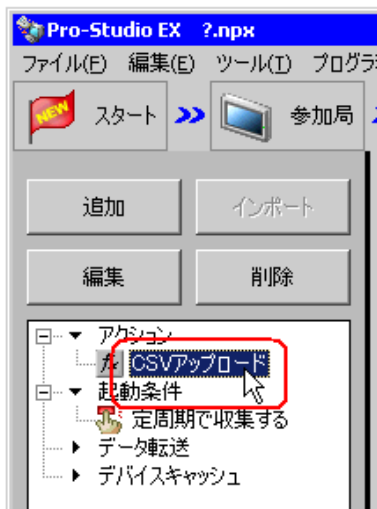 Pro-Studio EX ?.npx
ファイル(F) 編集(E) ツール(T) プログラ
NEW スタート 参加局
追加 インポート
編集 削除
アクション
fx CSVアップロード
起動条件
定周期で収集する
データ転送
デバイスキャッシュ